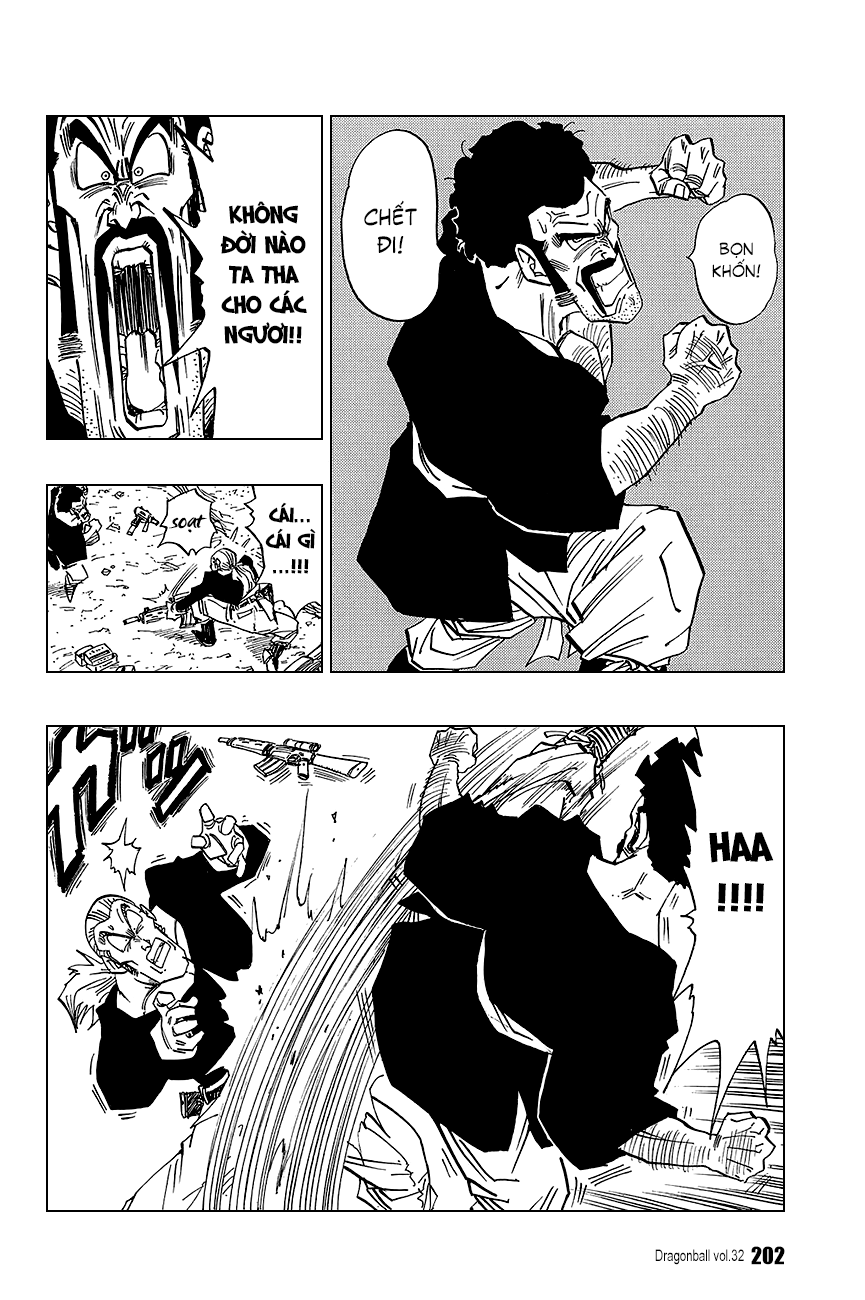 BỌN
KHỐN!
CHẾT
ĐI!
KHÔNG
ĐỜI NÀO
TA THA
CHO CÁC
NGƯƠI!!
CÁI...
CÁI GÌ
...!!!
soạt
HAA
!!!!
Dragonball vol.32 202